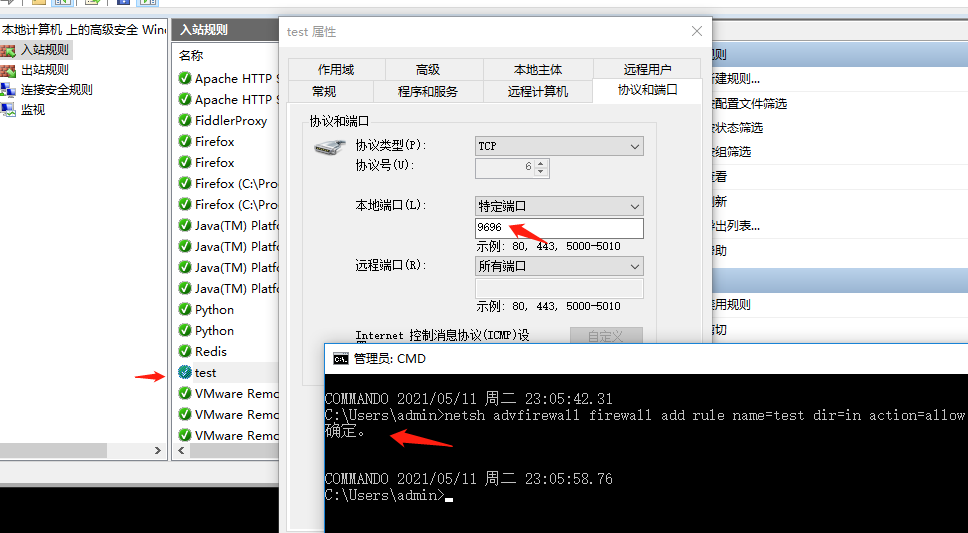 本地计算机 上的高级安全 Wind
入站规则
出站规则
连接安全规则
监视
入站规则
名称
Apache HTTP S
Apache HTTP S
FiddlerProxy
Firefox
Firefox
Firefox (C:\Pro
Firefox (C:\Pro
Java(TM) Platfo
Java(TM) Platfo
Java(TM) Platfo
Java(TM) Platfo
Python
Python
Redis
test
VMware Remo
VMware Remo
VMware Remo
test 属性
作用域 高级 本地主体 远程用户
常规 程序和服务 远程计算机 协议和端口
协议和端口
协议类型(P): TCP
协议号(U): 6
本地端口(L): 特定端口
9696
示例: 80, 443, 5000-5010
远程端口(R): 所有端口
示例: 80, 443, 5000-5010
Internet 控制消息协议(ICMP)设
自定义
规则
建规则...
配置文件筛选
状态筛选
组筛选
看
新
出列表...
助
用规则
切
管理员: CMD
COMMANDO 2021/05/11 周二 23:05:42.31
C:\Users\admin>netsh advfirewall firewall add rule name=test dir=in action=allow
确定。
COMMANDO 2021/05/11 周二 23:05:58.76
C:\Users\admin>